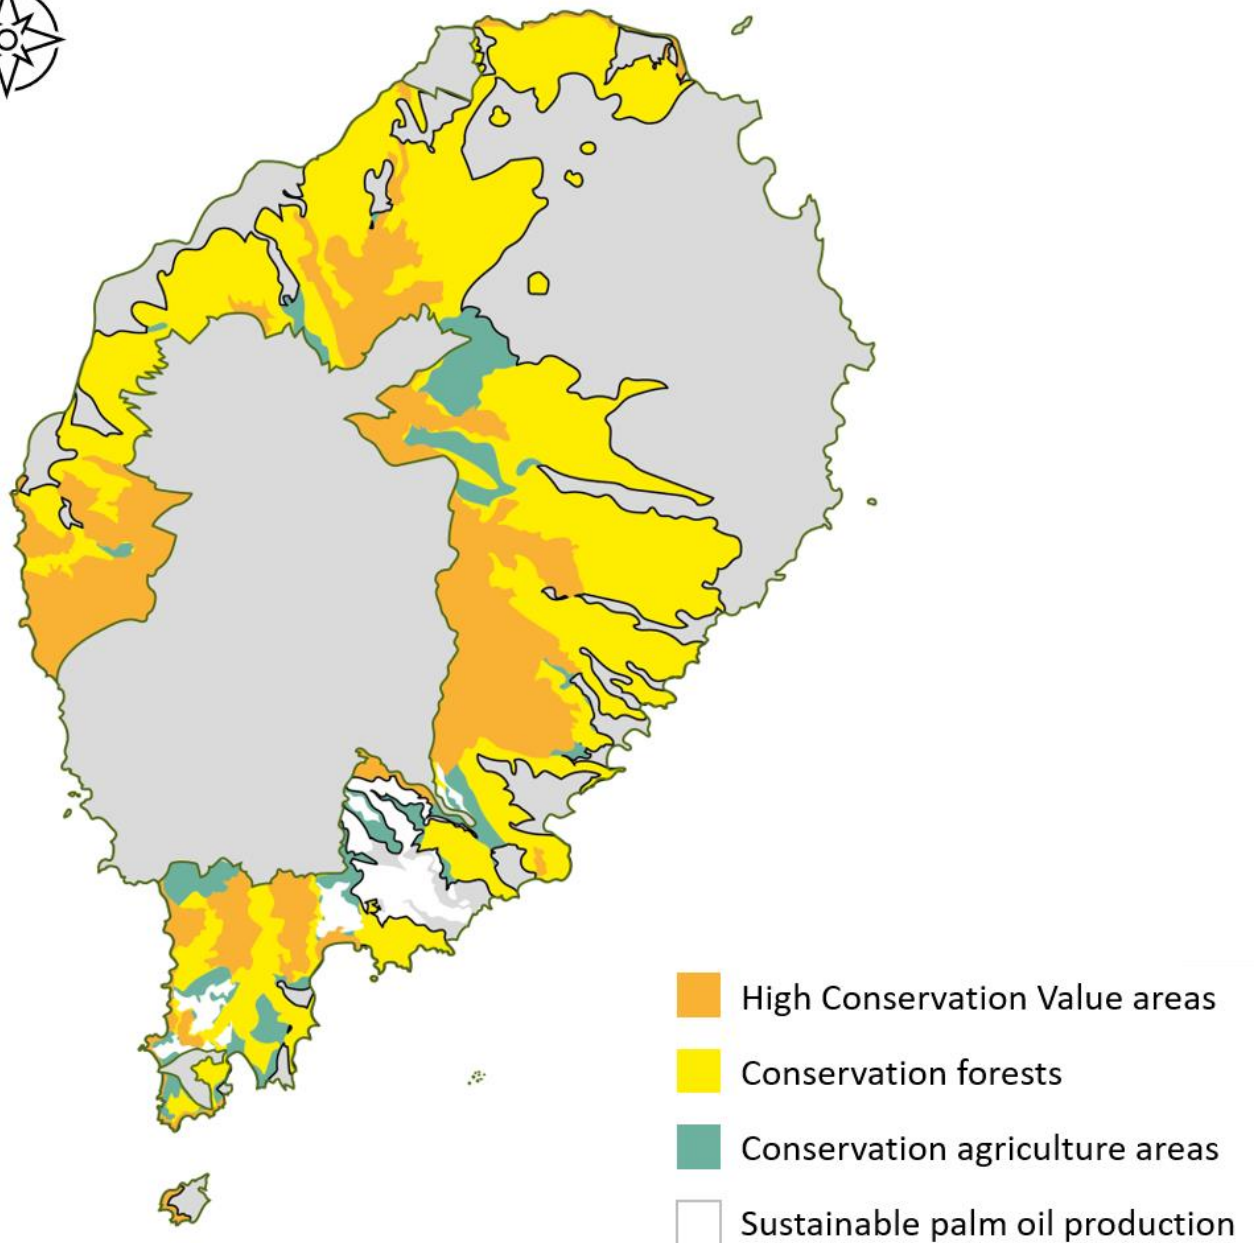 High Conservation Value areas
Conservation forests
Conservation agriculture areas
Sustainable palm oil production